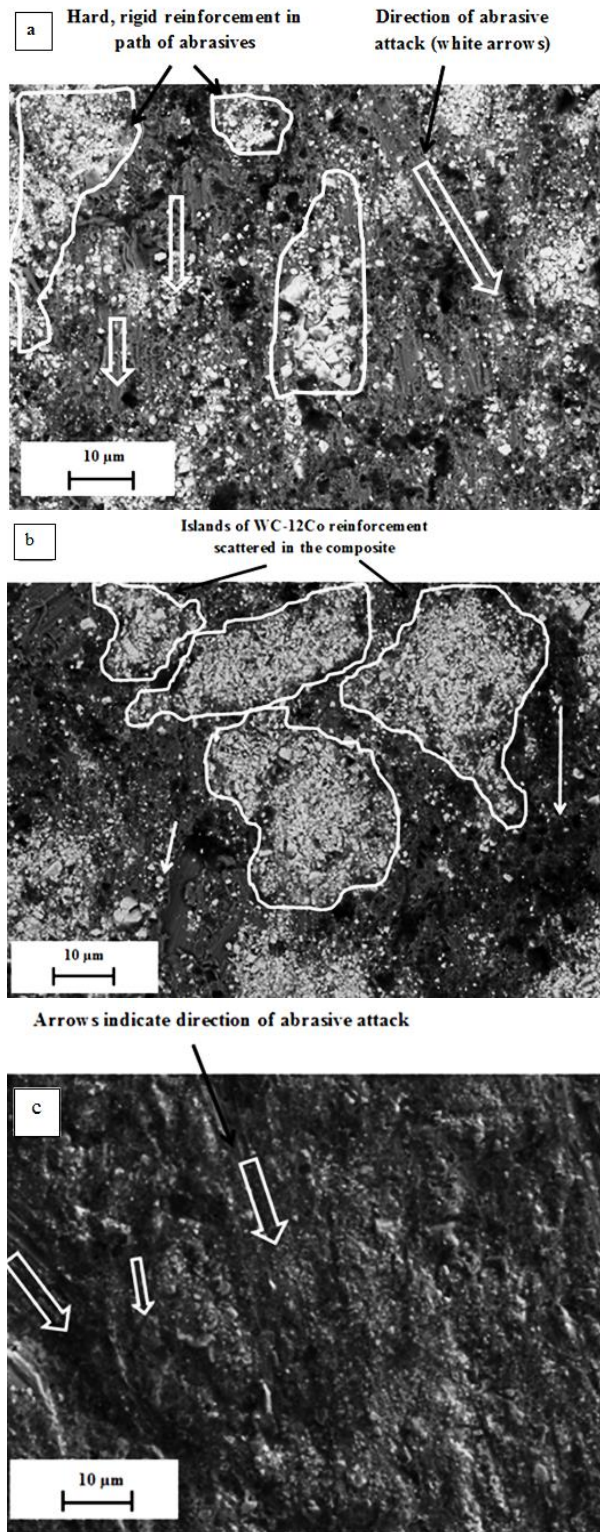 a
Hard, rigid reinforcement in
path of abrasives
Direction of abrasive
attack (white arrows)
10 µm
b
Islands of WC-12Co reinforcement
scattered in the composite
10 µm
Arrows indicate direction of abrasive attack
c
10 µm